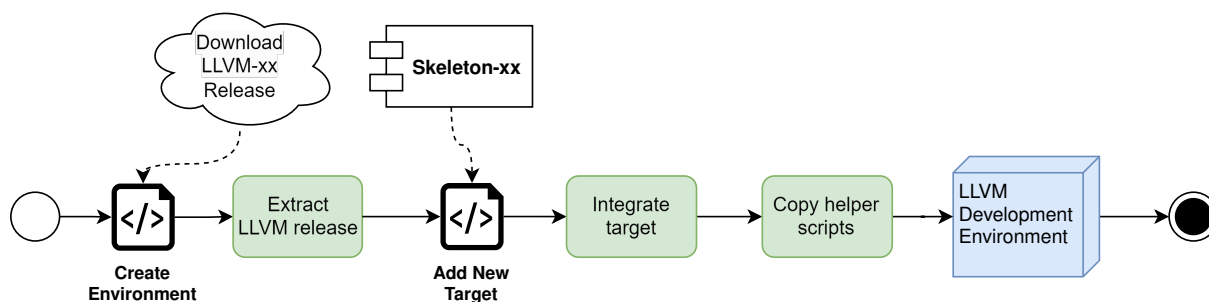 Download
LLVM-xx
Release
Skeleton-xx
</>
Create
Environment
Extract
LLVM release
</>
Add New
Target
Integrate
target
Copy helper
scripts
LLVM
Development
Environment